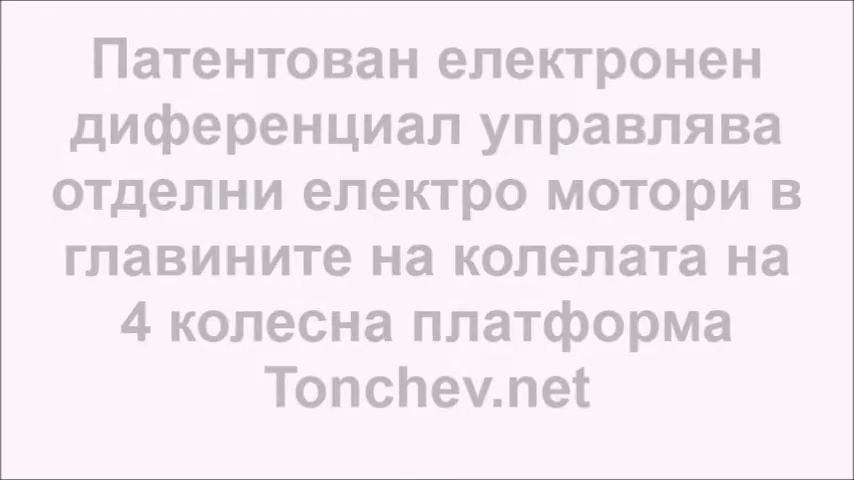 Патентован електронен
диференциал управлява
отделни електро мотори в
главините на колелата на
4 колесна платформа
Tonchev.net